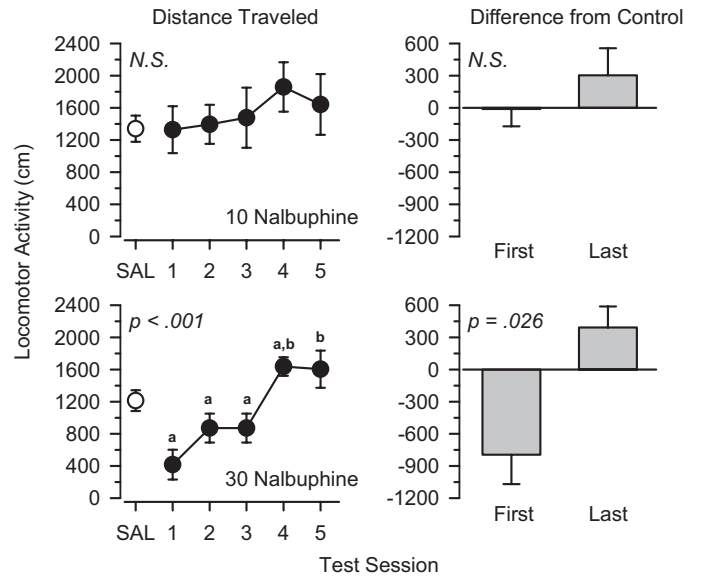 Distance Traveled
Difference from Control
Locomotor Activity (cm)
2400
2000
1600
1200
800
400
0
N.S.
10 Nalbuphine
SAL 1 2 3 4 5
600
300
0
-300
-600
-900
-1200
N.S.
First Last
2400
2000
1600
1200
800
400
0
p < .001
a
a
a
a,b
b
30 Nalbuphine
SAL 1 2 3 4 5
600
300
0
-300
-600
-900
-1200
p = .026
First Last
Test Session